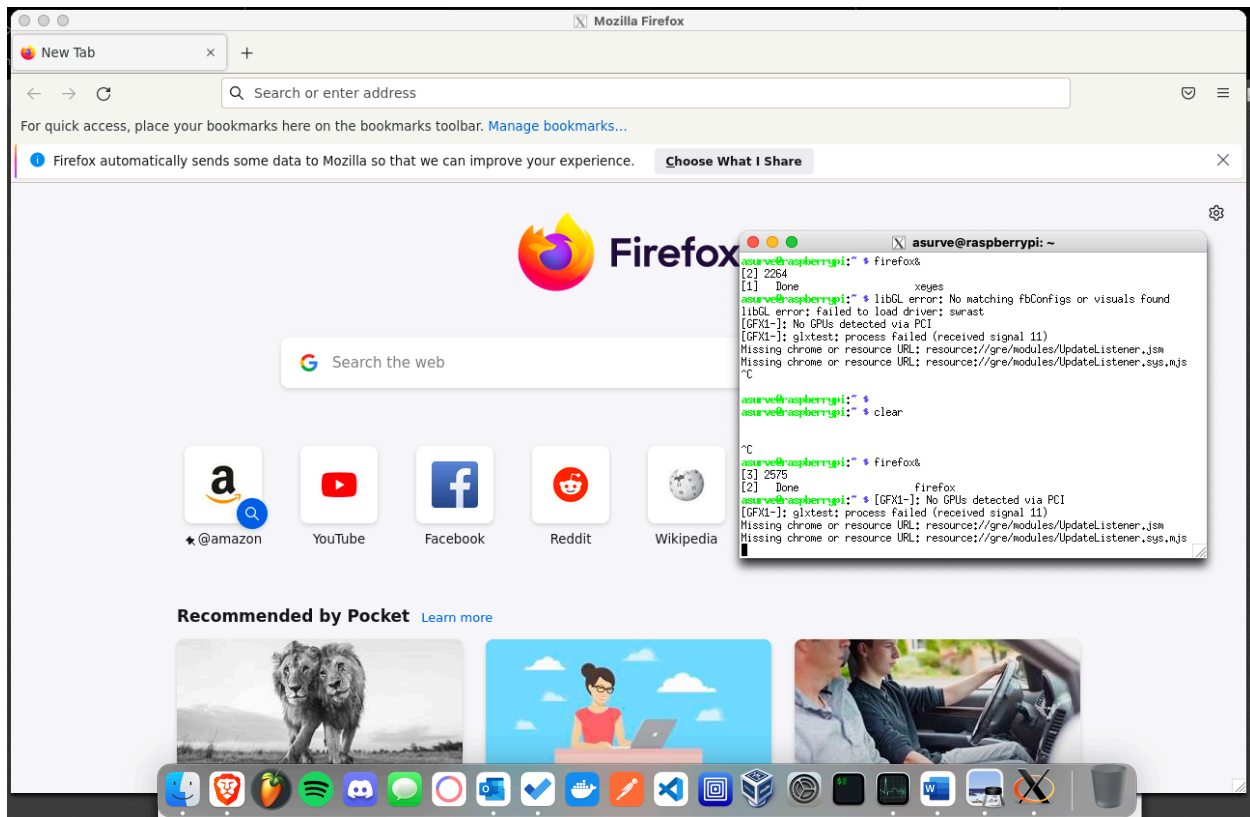 Mozilla Firefox
New Tab
Search or enter address
For quick access, place your bookmarks here on the bookmarks toolbar. Manage bookmarks…
Firefox automatically sends some data to Mozilla so that we can improve your experience. Choose What I Share
Firefox
Search the web
@amazon
YouTube
Facebook
Reddit
Wikipedia
Recommended by Pocket Learn more
asurve@raspberrypi: ~
asurve@raspberrypi:~ $ firefox&
[2] 2264
[1] Done xeyes
asurve@raspberrypi:~ $ libGL error: No matching fbConfigs or visuals found
libGL error: failed to load driver: swrast
[GFX1-]: No GPUs detected via PCI
[GFX1-]: glxtest: process failed (received signal 11)
Missing chrome or resource URL: resource://gre/modules/UpdateListener.jsm
Missing chrome or resource URL: resource://gre/modules/UpdateListener.sys.mjs
^C
asurve@raspberrypi:~ $
asurve@raspberrypi:~ $ clear
^C
asurve@raspberrypi:~ $ firefox&
[3] 2575
[2] Done firefox
asurve@raspberrypi:~ $ [GFX1-]: No GPUs detected via PCI
[GFX1-]: glxtest: process failed (received signal 11)
Missing chrome or resource URL: resource://gre/modules/UpdateListener.jsm
Missing chrome or resource URL: resource://gre/modules/UpdateListener.sys.mjs